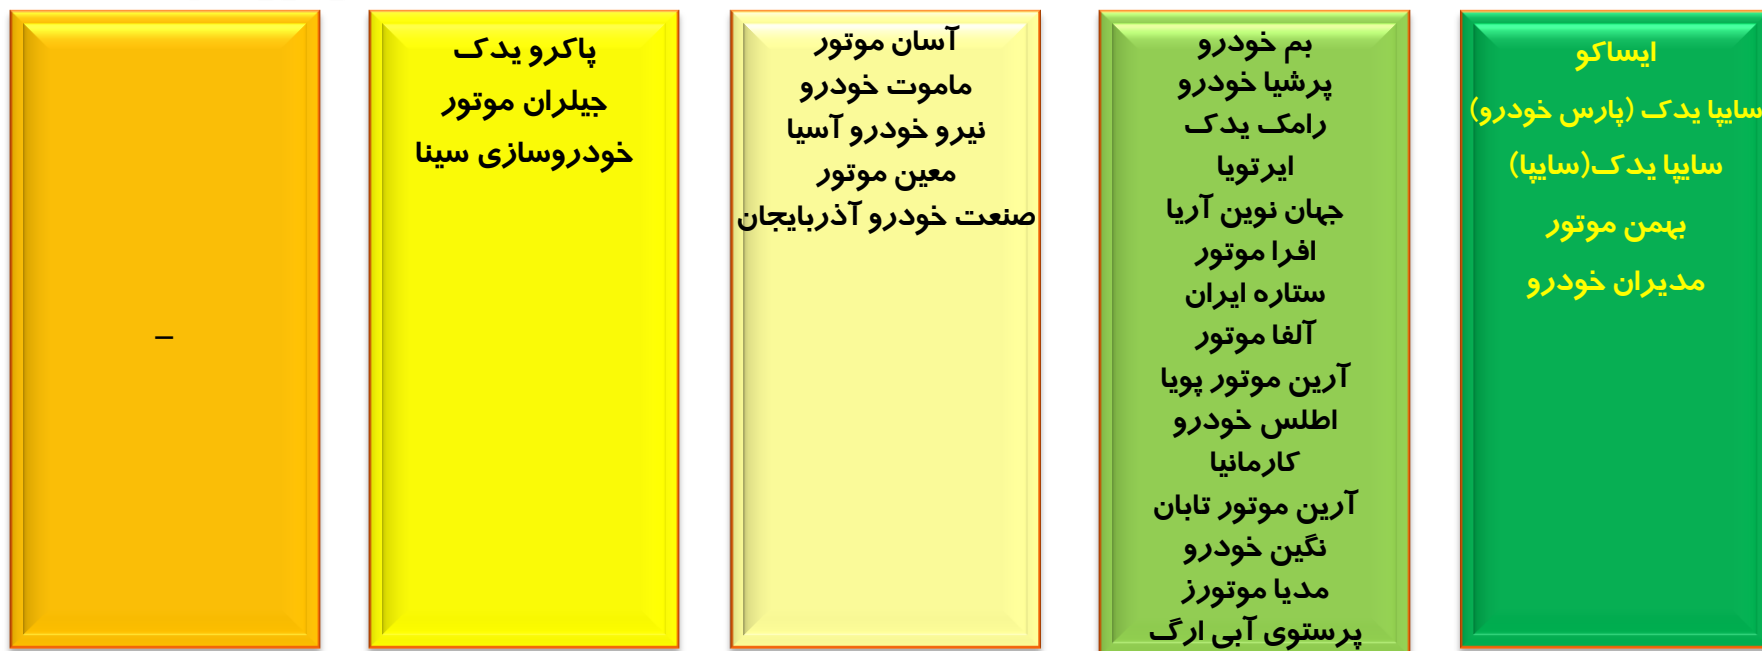 ایساکو
سایپا یدک (پارس خودرو)
سایپا یدک(سایپا)
بهمن موتور
مدیران خودرو
بم خودرو
پرشیا خودرو
رامک یدک
ایرتویا
جهان نوین آریا
افرا موتور
ستاره ایران
آلفا موتور
آرین موتور پویا
اطلس خودرو
کارمانیا
آرین موتور تابان
نگین خودرو
مدیا موتورز
پرستوی آبی ارگ
آسان موتور
ماموت خودرو
نیرو خودرو آسیا
معین موتور
صنعت خودرو آذربایجان
پاکرو یدک
جیلران موتور
خودروسازی سینا
–